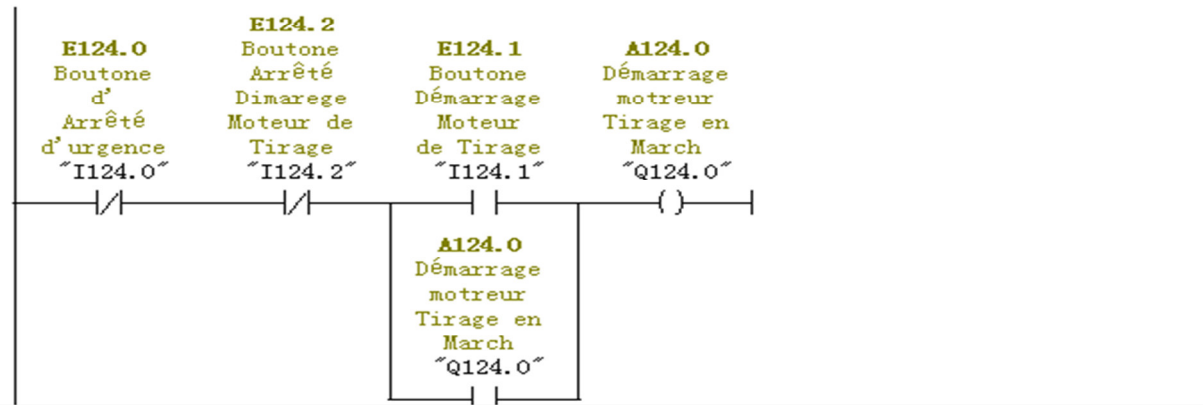 E124.0
Boutone
d'
Arrêté
d'urgence
"I124.0"
E124.2
Boutone
Arrêté
Dimarege
Moteur de
Tirage
"I124.2"
E124.1
Boutone
Démarrage
Moteur
de Tirage
"I124.1"
A124.0
Démarrage
motreur
Tirage en
March
"Q124.0"
A124.0
Démarrage
motreur
Tirage en
March
"Q124.0"